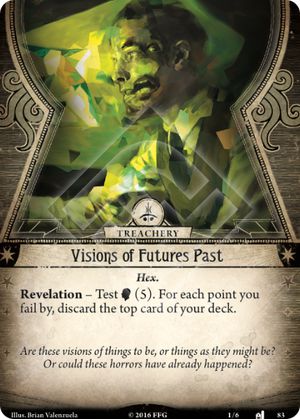 TREACHERY
Visions of Futures Past
Hex.
Revelation – Test (5). For each point you
fail by, discard the top card of your deck.
Are these visions of things to be, or things as they might be?
Or could these horrors have already happened?
Illus. Brian Valenzuela © 2016 FFG 1/6 83